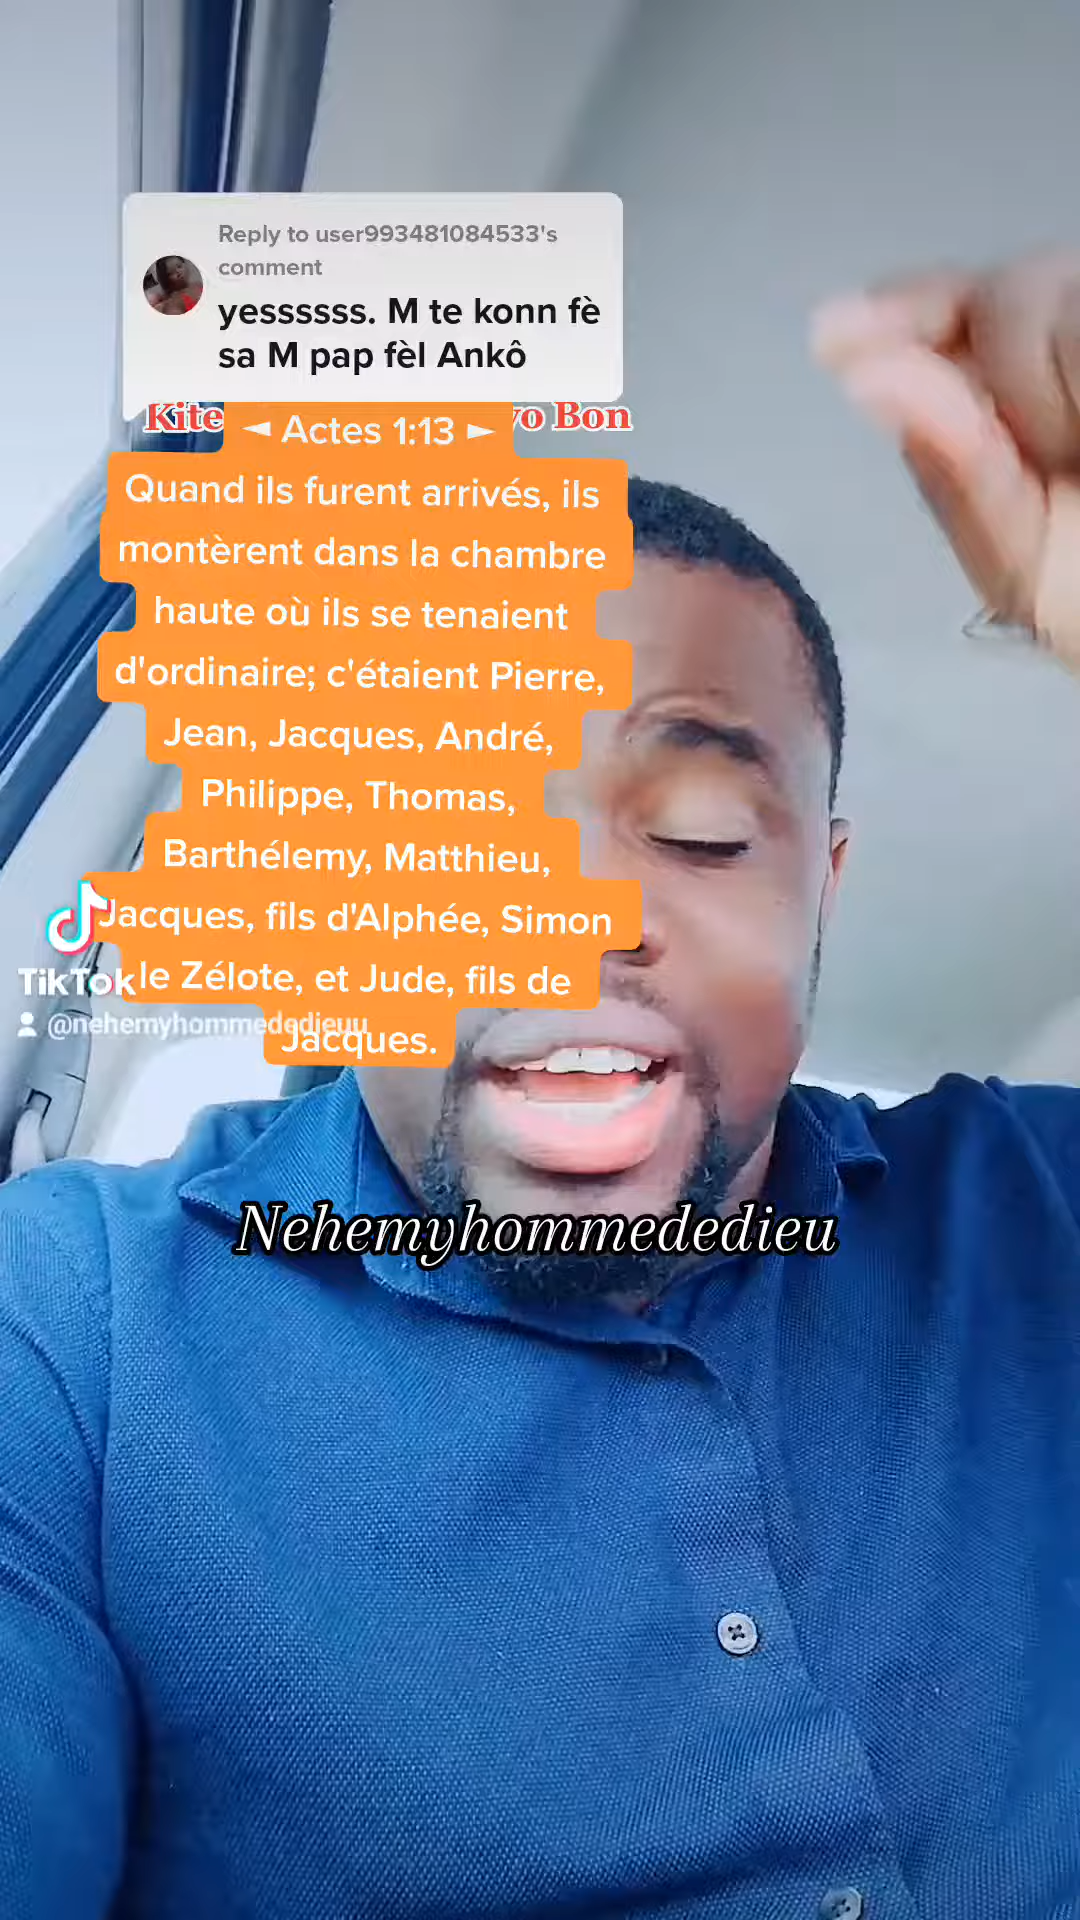 Reply to user993481084533's
comment
yessssss. M te konn fè
sa M pap fèl Ankô
Kite
yo Bon
◄ Actes 1:13 ►
Quand ils furent arrivés, ils
montèrent dans la chambre
haute où ils se tenaient
d'ordinaire; c'étaient Pierre,
Jean, Jacques, André,
Philippe, Thomas,
Barthélemy, Matthieu,
Jacques, fils d'Alphée, Simon
le Zélote, et Jude, fils de
Jacques.
TikTok
@nehemyhommededieuu
Nehemyhommededieu